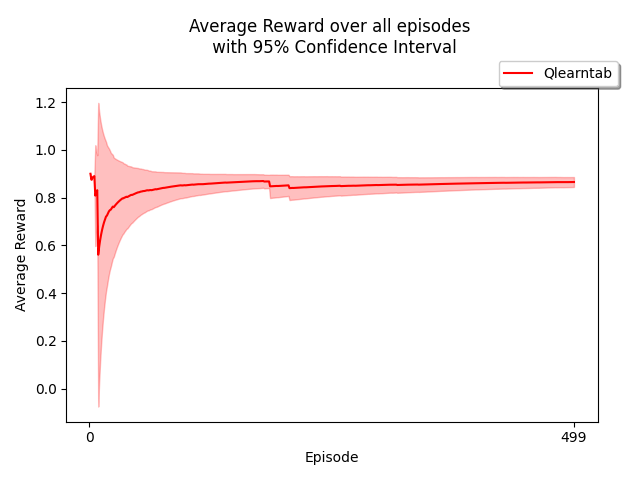 Average Reward over all episodes
with 95% Confidence Interval
Qlearntab
1.2
1.0
0.8
0.6
0.4
0.2
0.0
Average Reward
0
499
Episode